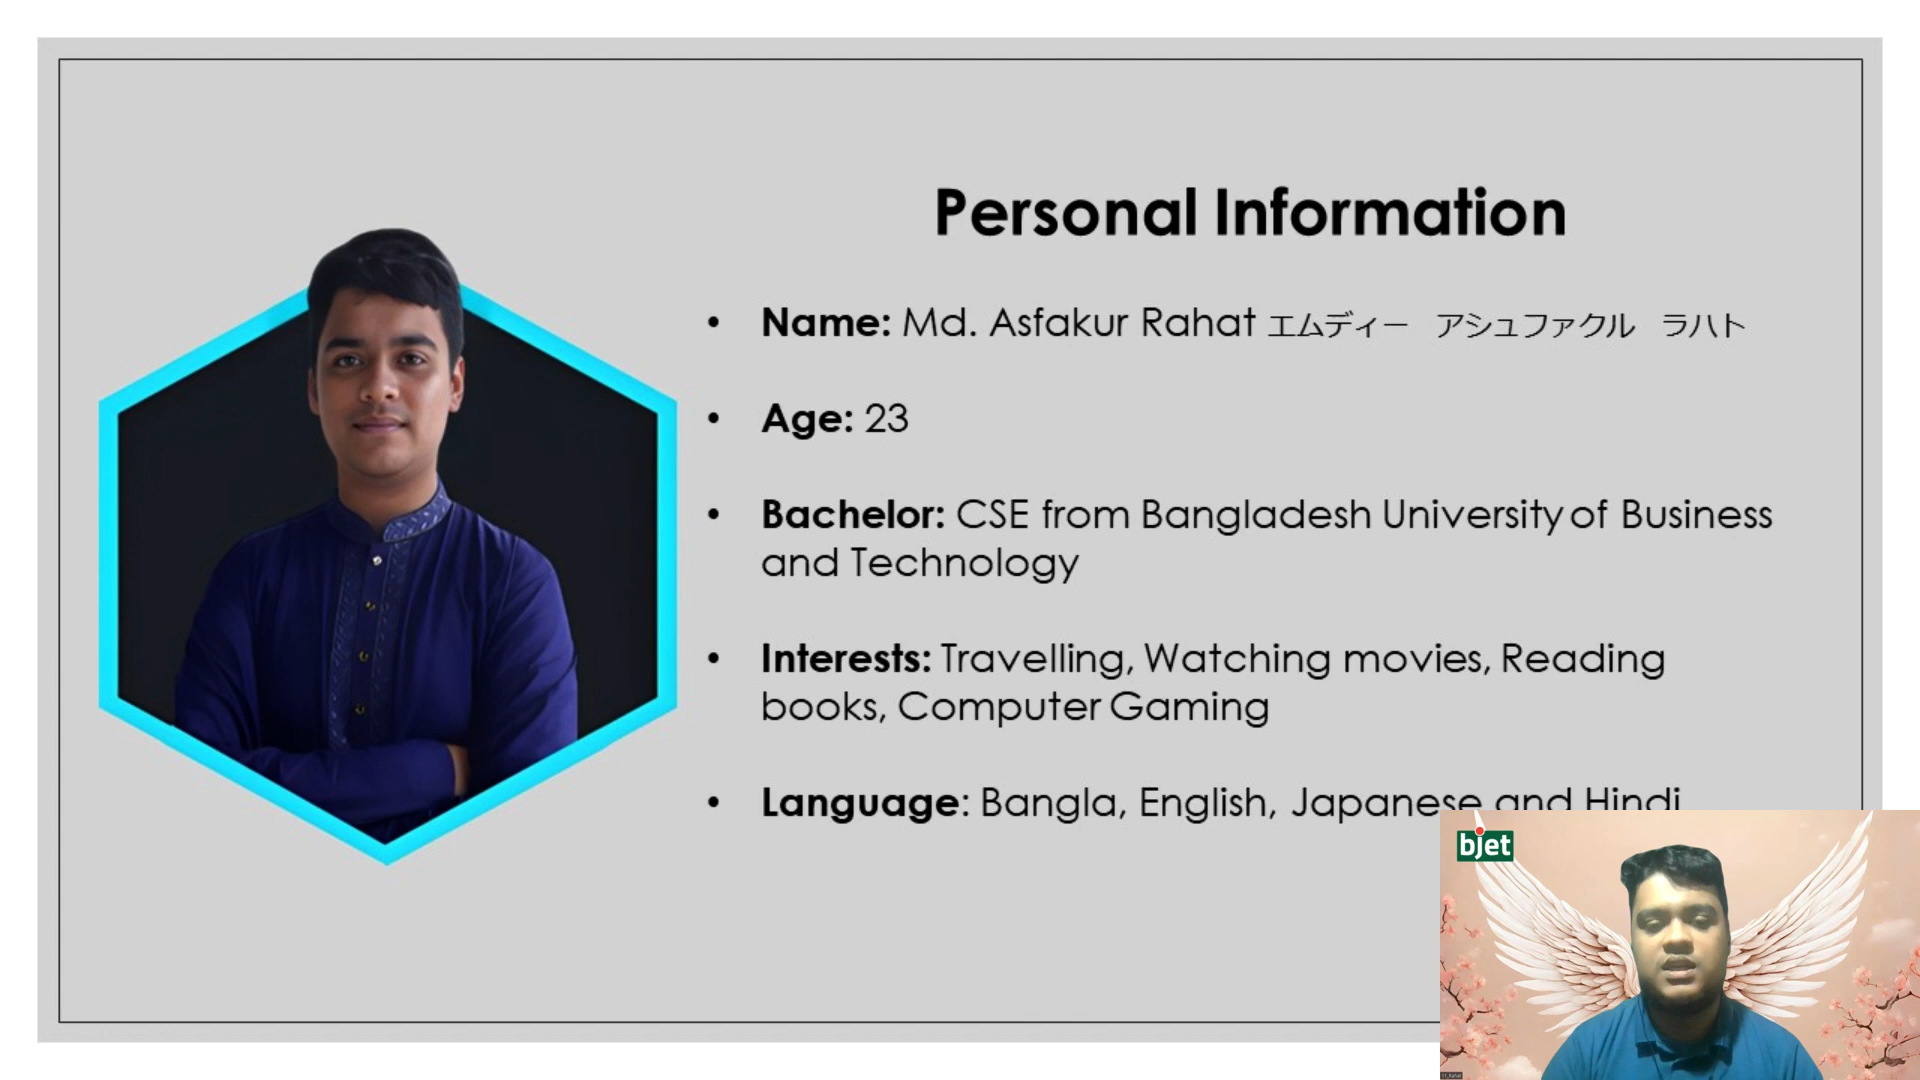 Personal Information
• Name: Md. Asfakur Rahat エムディー　アシュファクル　ラハト
• Age: 23
• Bachelor: CSE from Bangladesh University of Business
and Technology
• Interests: Travelling, Watching movies, Reading
books, Computer Gaming
• Language: Bangla, English, Japanese and Hindi
bjet